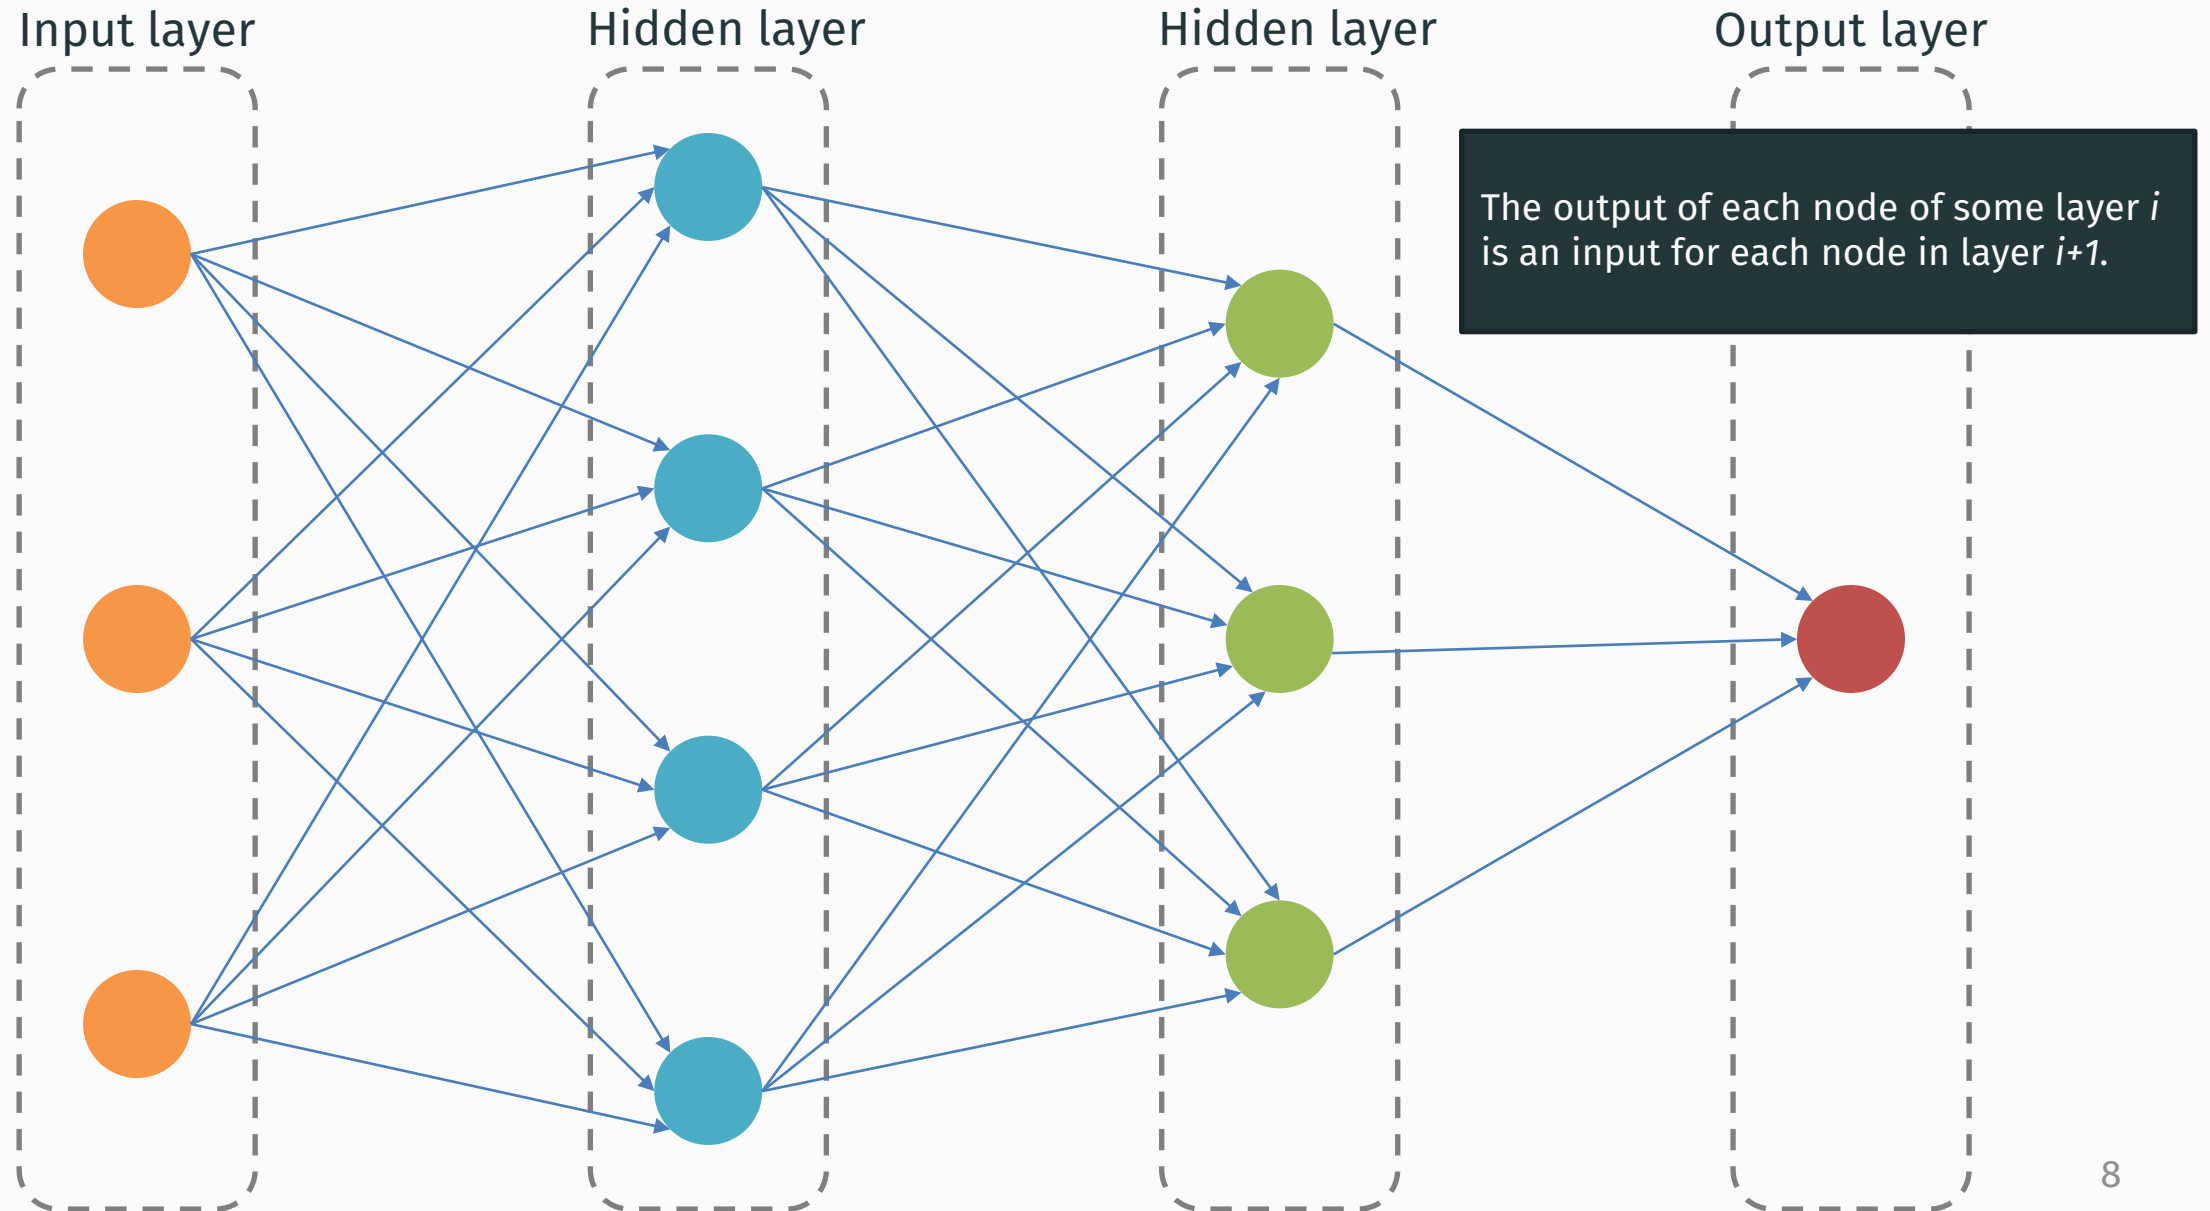 Input layer
Hidden layer
Hidden layer
Output layer
The output of each node of some layer i
is an input for each node in layer i+1.
8